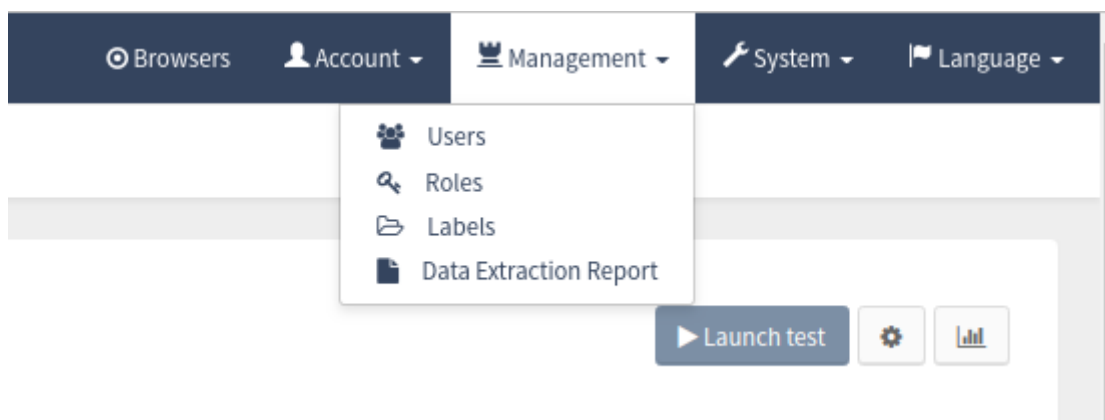 Browsers Account Management System Language
Users
Roles
Labels
Data Extraction Report
Launch test